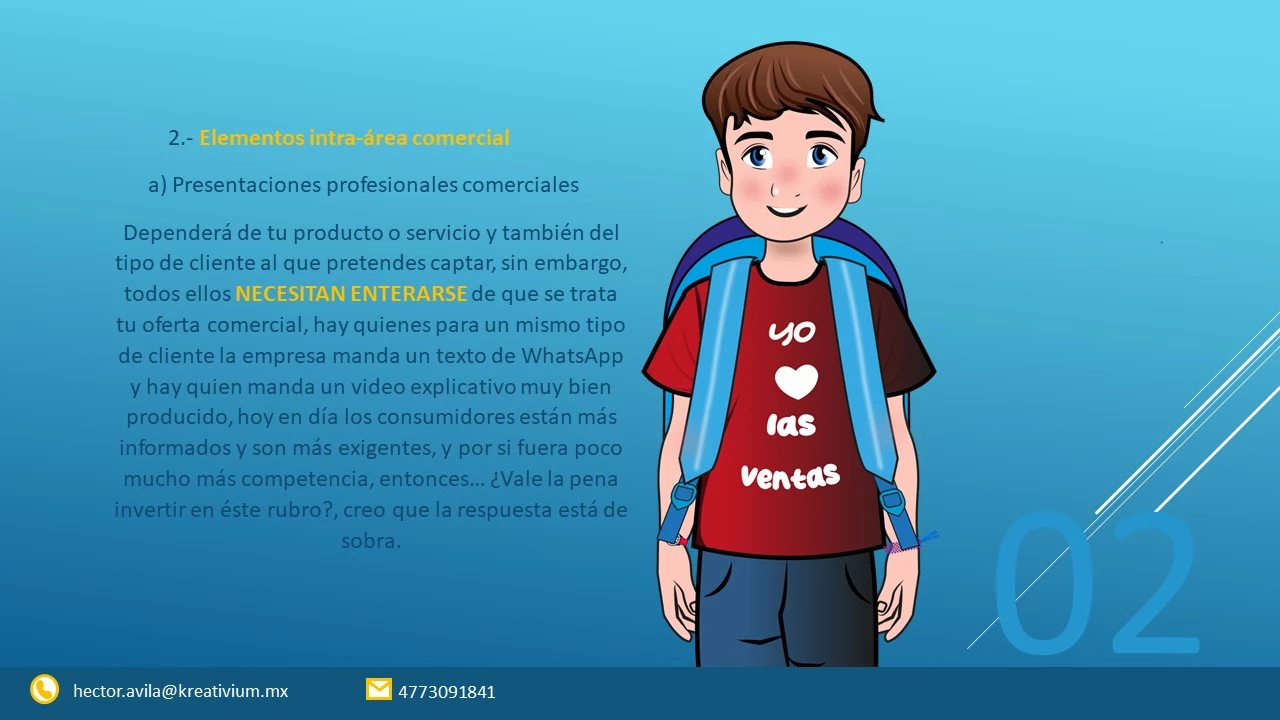 2.- Elementos intra-área comercial
a) Presentaciones profesionales comerciales
Dependerá de tu producto o servicio y también del
tipo de cliente al que pretendes captar, sin embargo,
todos ellos NECESITAN ENTERARSE de que se trata
tu oferta comercial, hay quienes para un mismo tipo
de cliente la empresa manda un texto de WhatsApp
y hay quien manda un video explicativo muy bien
producido, hoy en día los consumidores están más
informados y son más exigentes, y por si fuera poco
mucho más competencia, entonces... ¿Vale la pena
invertir en éste rubro?, creo que la respuesta está de
sobra.
yo
las
ventas
02
hector.avila@kreativium.mx
4773091841